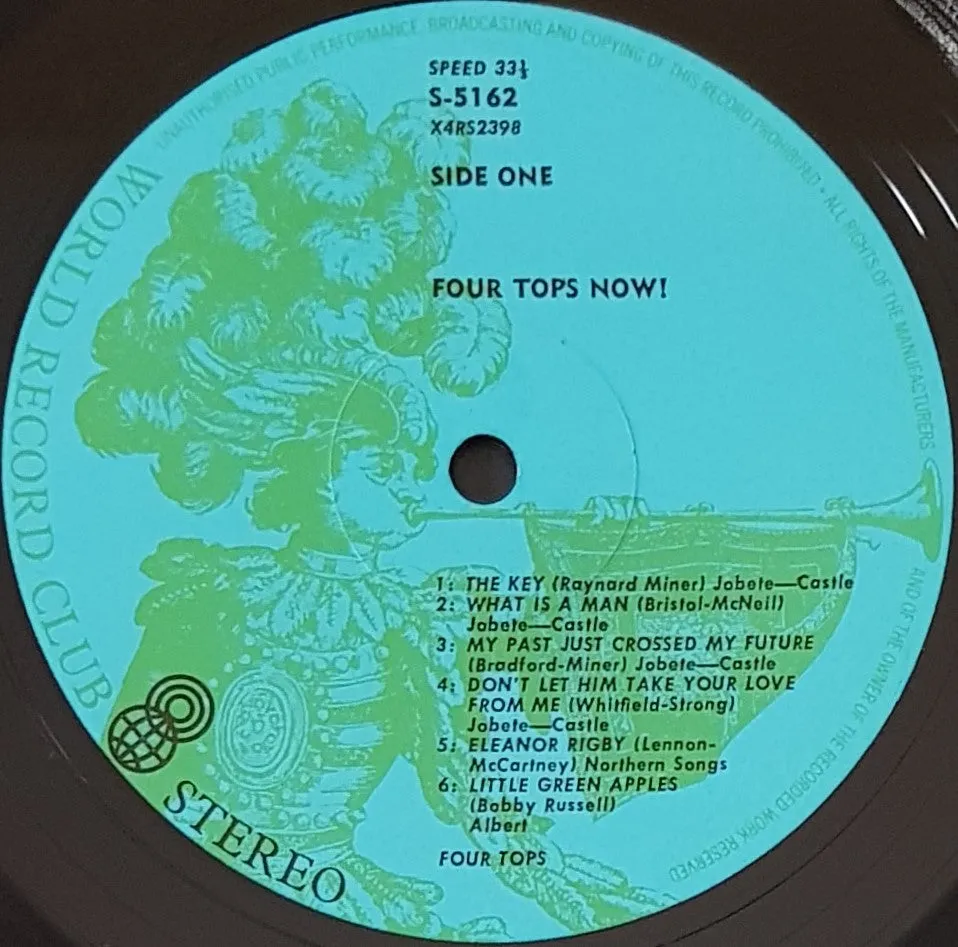 UNAUTHORISED PUBLIC PERFORMANCE BROADCASTING AND COPYING OF THIS RECORD PROHIBITED • ALL RIGHTS OF THE MANUFACTURERS AND OF THE OWNER OF THE RECORDED WORK RESERVED
SPEED 33⅓
S-5162
X4RS2398
SIDE ONE
FOUR TOPS NOW!
WORLD RECORD CLUB
1: THE KEY (Raynard Miner) Jobete—Castle
2: WHAT IS A MAN (Bristol-McNeil)
Jobete—Castle
3: MY PAST JUST CROSSED MY FUTURE
(Bradford-Miner) Jobete—Castle
4: DON'T LET HIM TAKE YOUR LOVE
FROM ME (Whitfield-Strong)
Jobete—Castle
5: ELEANOR RIGBY (Lennon-
McCartney) Northern Songs
6: LITTLE GREEN APPLES
(Bobby Russell)
Albert
FOUR TOPS
STEREO